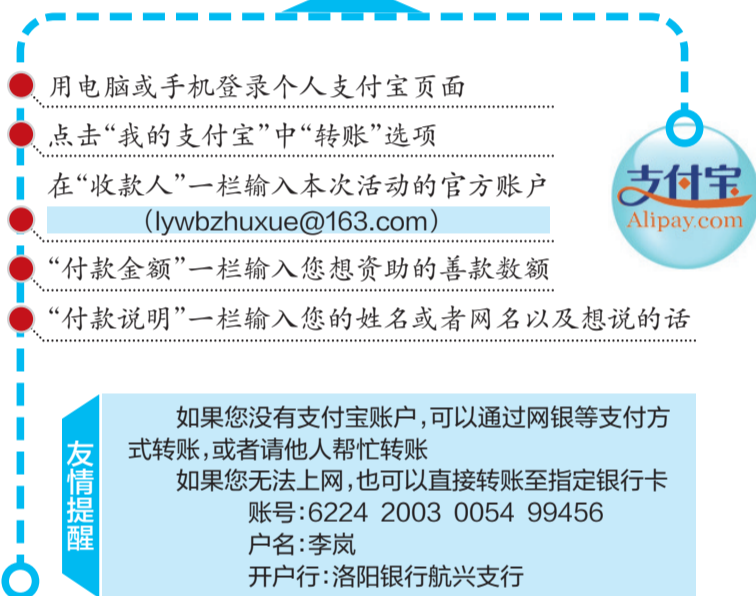 用电脑或手机登录个人支付宝页面
点击“我的支付宝”中“转账”选项
在“收款人”一栏输入本次活动的官方账户
（lywbzhuxue@163.com）
“付款金额”一栏输入您想资助的善款数额
“付款说明”一栏输入您的姓名或者网名以及想说的话
支付宝
Alipay.com
友情提醒
如果您没有支付宝账户，可以通过网银等支付方
式转账，或者请他人帮忙转账
如果您无法上网，也可以直接转账至指定银行卡
账号：6224 2003 0054 99456
户名：李岚
开户行：洛阳银行航兴支行